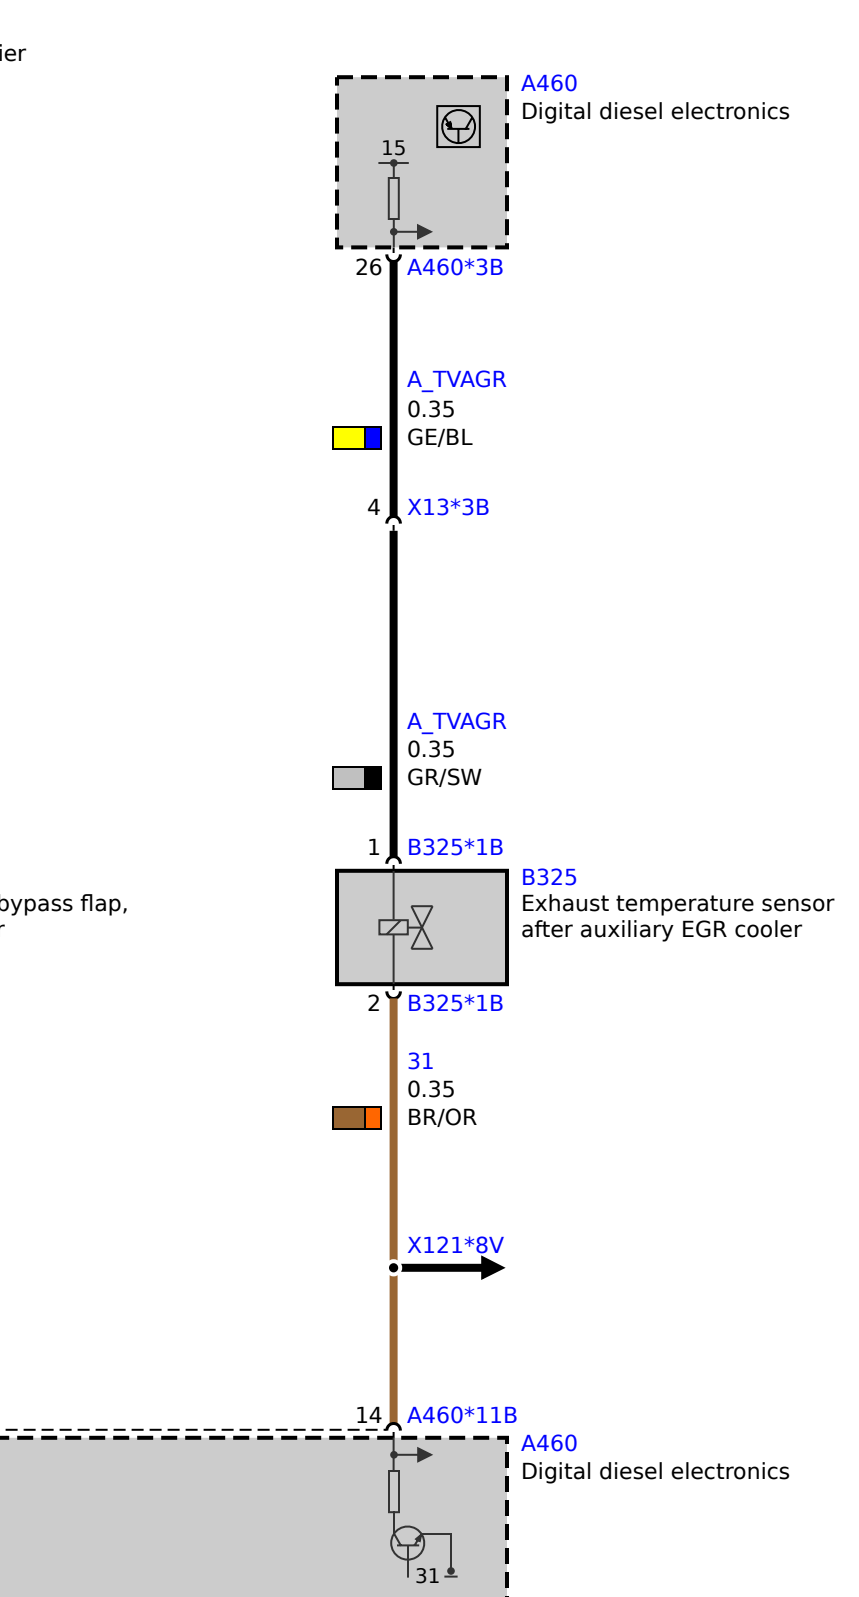 ier
A460
Digital diesel electronics
15
26 A460*3B
A_TVAGR
0.35
GE/BL
4 X13*3B
A_TVAGR
0.35
GR/SW
1 B325*1B
B325
bypass flap,
Exhaust temperature sensor
r
after auxiliary EGR cooler
2 B325*1B
31
0.35
BR/OR
X121*8V
14 A460*11B
A460
Digital diesel electronics
31